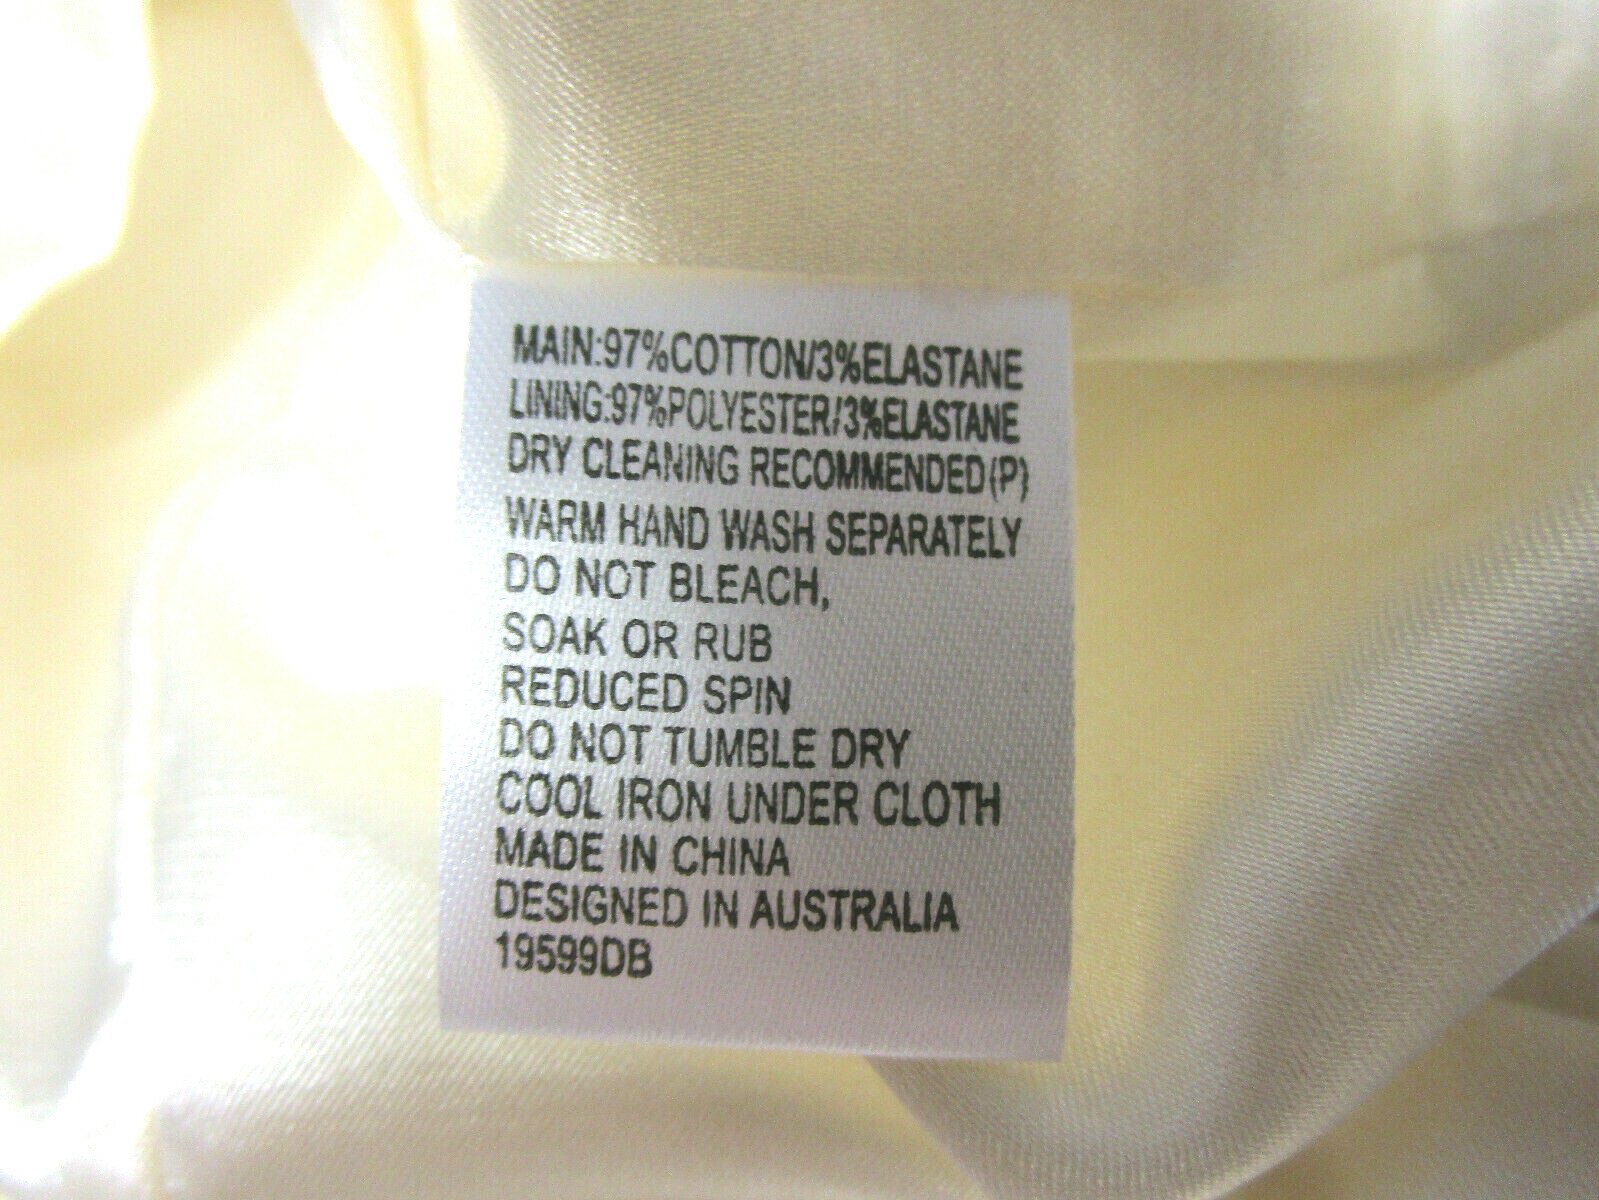 MAIN:97%COTTON/3%ELASTANE
LINING:97%POLYESTER/3%ELASTANE
DRY CLEANING RECOMMENDED(P)
WARM HAND WASH SEPARATELY
DO NOT BLEACH,
SOAK OR RUB
REDUCED SPIN
DO NOT TUMBLE DRY
COOL IRON UNDER CLOTH
MADE IN CHINA
DESIGNED IN AUSTRALIA
19599DB